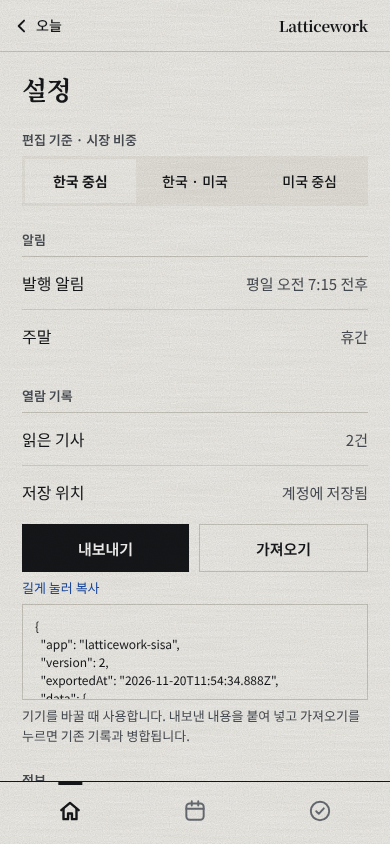 오늘
Latticework
설정
편집 기준 · 시장 비중
한국 중심
한국 · 미국
미국 중심
알림
발행 알림
평일 오전 7:15 전후
주말
휴간
열람 기록
읽은 기사
2건
저장 위치
계정에 저장됨
내보내기
가져오기
길게 눌러 복사
{
"app": "latticework-sisa",
"version": 2,
"exportedAt": "2026-11-20T11:54:34.888Z",
"data": {
기기를 바꿀 때 사용합니다. 내보낸 내용을 붙여 넣고 가져오기를
누르면 기존 기록과 병합됩니다.
정보